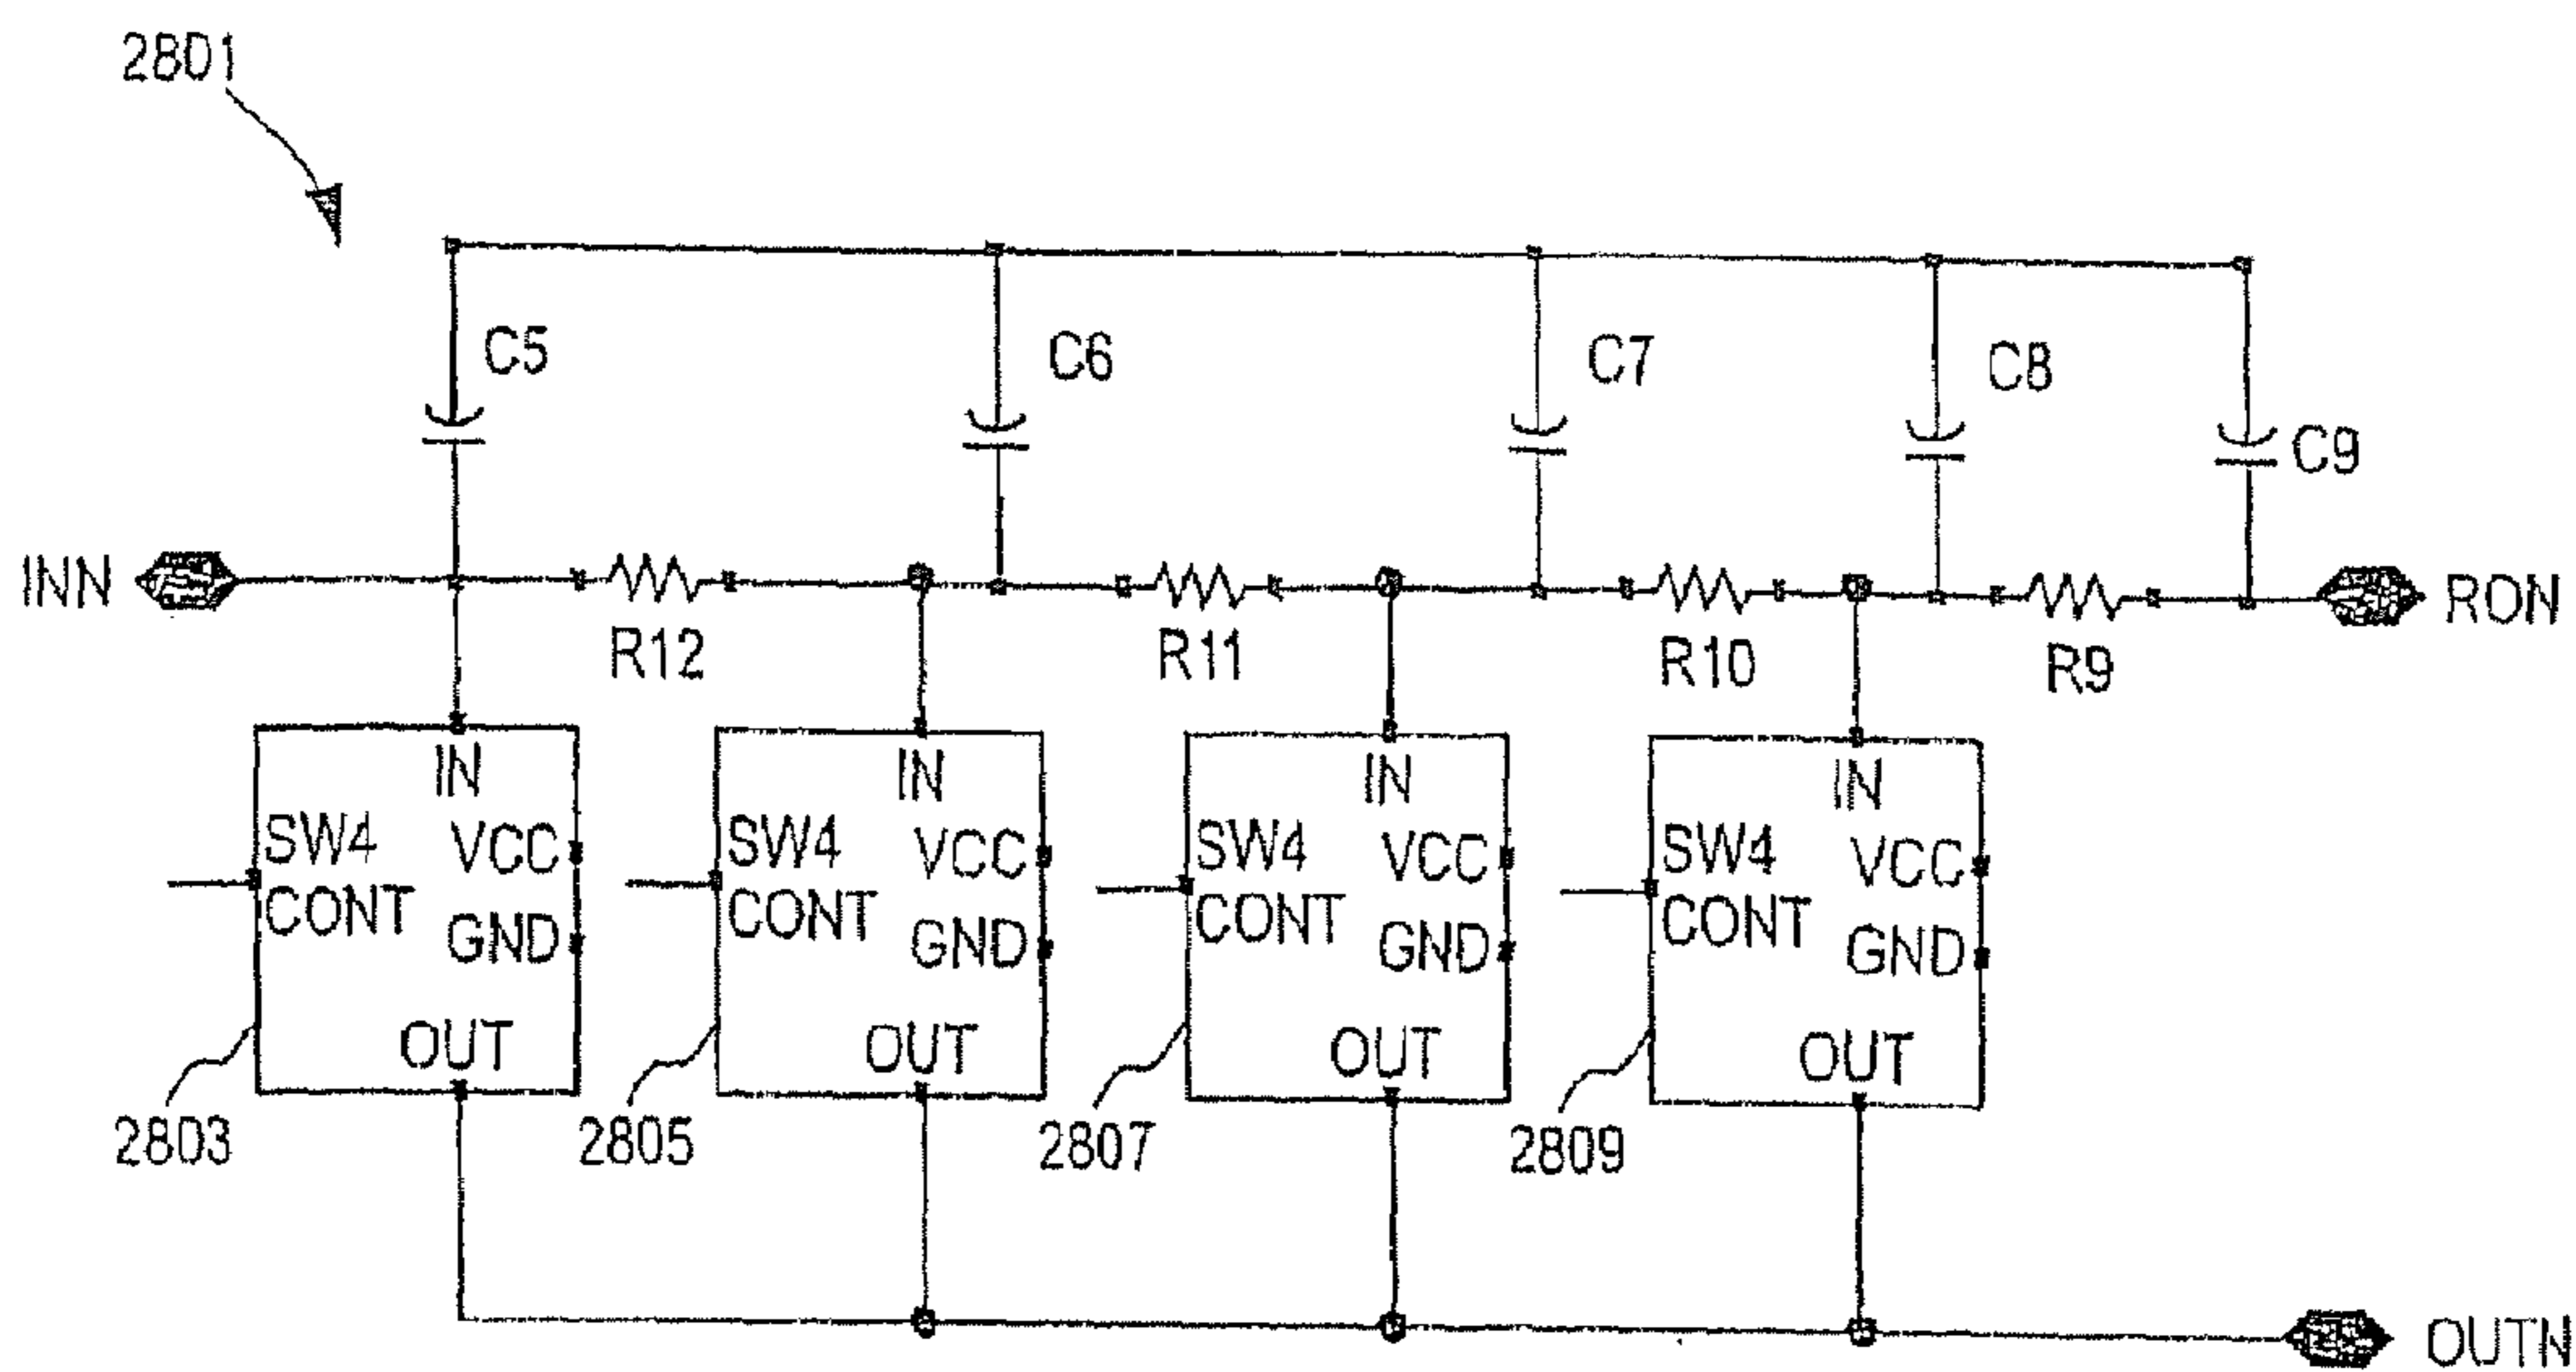 2801
C5
C6
C7
C8
C9
INN
R12
R11
R10
R9
RON
IN
SW4
VCC
CONT
GND
OUT
2803
IN
SW4
VCC
CONT
GND
OUT
2805
IN
SW4
VCC
CONT
GND
OUT
2807
IN
SW4
VCC
CONT
GND
OUT
2809
OUTN